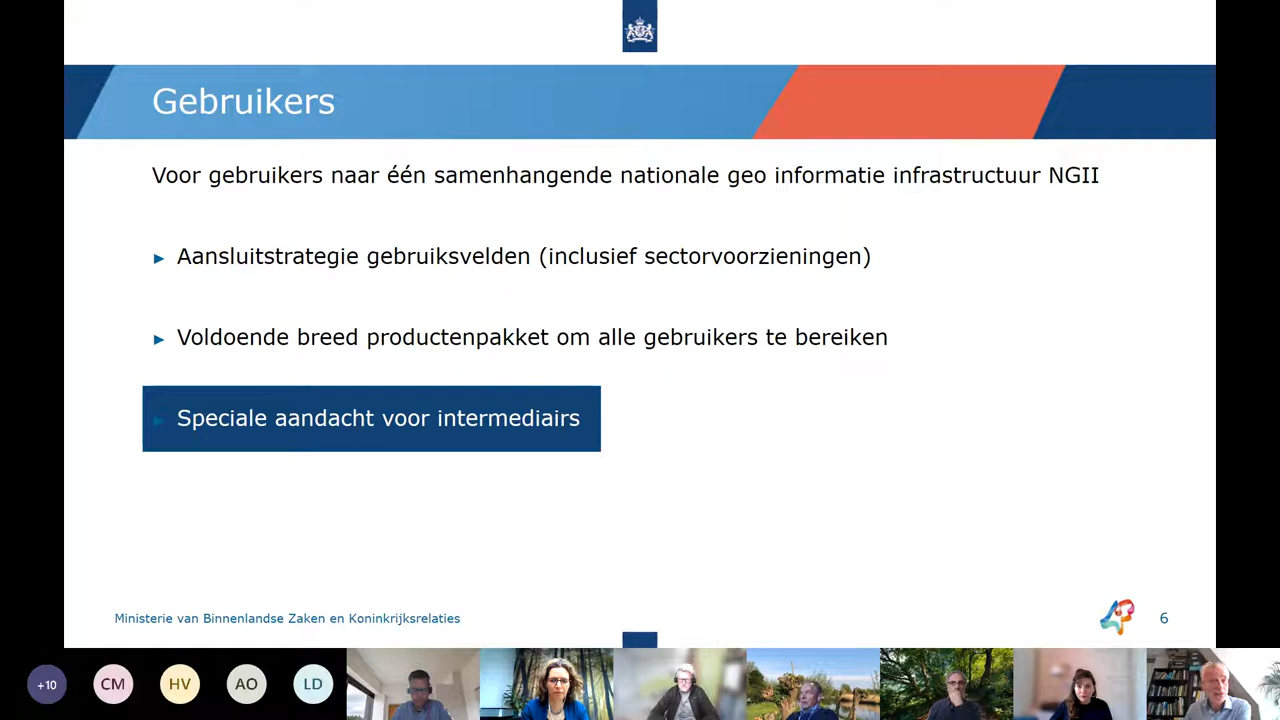 Gebruikers
Voor gebruikers naar één samenhangende nationale geo informatie infrastructuur NGII
► Aansluitstrategie gebruiksvelden (inclusief sectorvoorzieningen)
► Voldoende breed productenpakket om alle gebruikers te bereiken
► Speciale aandacht voor intermediairs
Ministerie van Binnenlandse Zaken en Koninkrijksrelaties
6
+10 CM HV AO LD